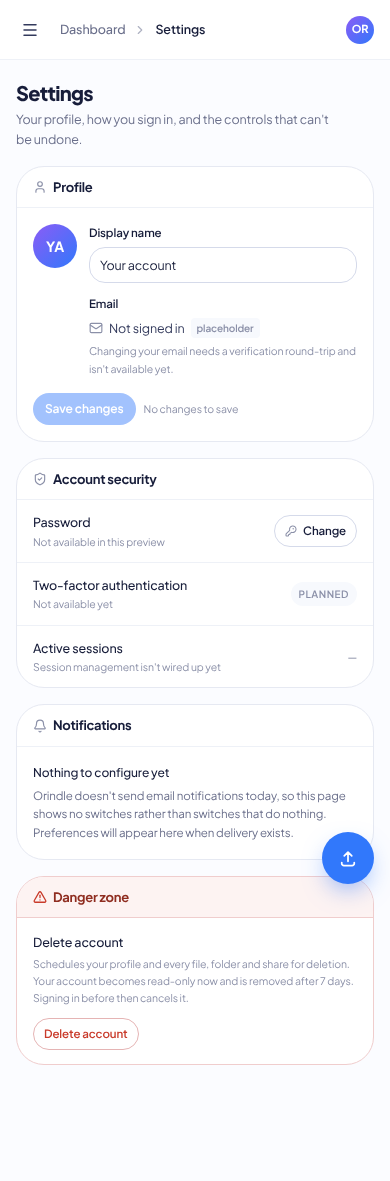 Dashboard > Settings
OR
Settings
Your profile, how you sign in, and the controls that can't
be undone.
Profile
YA
Display name
Your account
Email
Not signed in placeholder
Changing your email needs a verification round-trip and
isn't available yet.
Save changes No changes to save
Account security
Password
Not available in this preview
Change
Two-factor authentication
Not available yet
PLANNED
Active sessions
Session management isn't wired up yet
—
Notifications
Nothing to configure yet
Orindle doesn't send email notifications today, so this page
shows no switches rather than switches that do nothing.
Preferences will appear here when delivery exists.
Danger zone
Delete account
Schedules your profile and every file, folder and share for deletion.
Your account becomes read-only now and is removed after 7 days.
Signing in before then cancels it.
Delete account